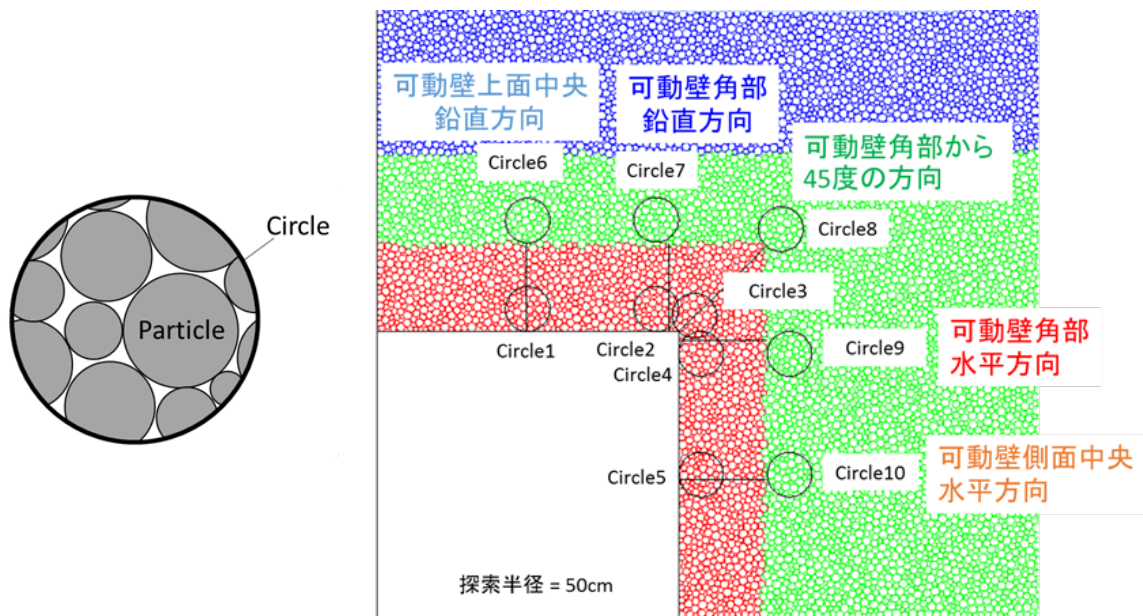 Circle
Particle
可動壁上面中央
鉛直方向
可動壁角部
鉛直方向
可動壁角部から
45度の方向
Circle6
Circle7
Circle8
Circle3
Circle1
Circle2
Circle4
Circle9
可動壁角部
水平方向
Circle5
Circle10
可動壁側面中央
水平方向
探索半径 = 50cm